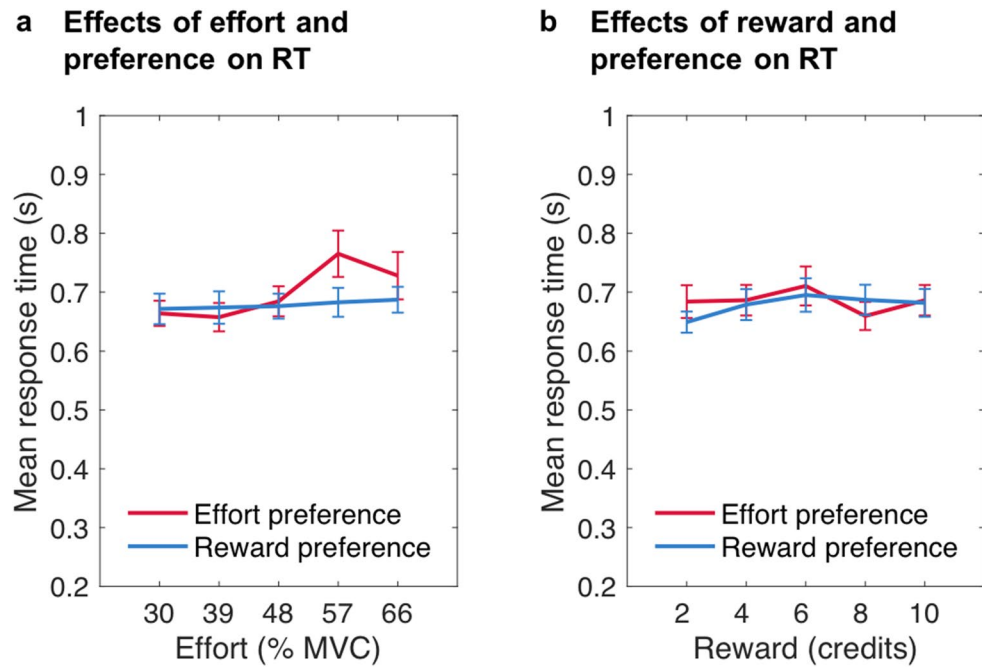 a Effects of effort and
preference on RT
Mean response time (s)
1
0.9
0.8
0.7
0.6
0.5
0.4
0.3
0.2
Effort preference
Reward preference
30 39 48 57 66
Effort (% MVC)
b Effects of reward and
preference on RT
Mean response time (s)
1
0.9
0.8
0.7
0.6
0.5
0.4
0.3
0.2
Effort preference
Reward preference
2 4 6 8 10
Reward (credits)